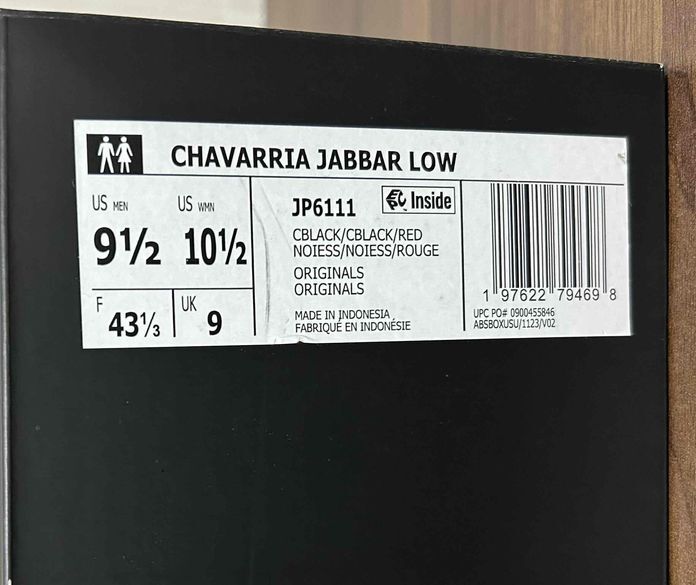 CHAVARRIA JABBAR LOW
US MEN US WMN
9½ 10½
F 43⅓
UK 9
JP6111
Inside
CBLACK/CBLACK/RED
NOIESS/NOIESS/ROUGE
ORIGINALS
ORIGINALS
MADE IN INDONESIA
FABRIQUÉ EN INDONÉSIE
1 97622 79469 8
UPC PO# 0900455846
ABSBOXUSU/1123/V02